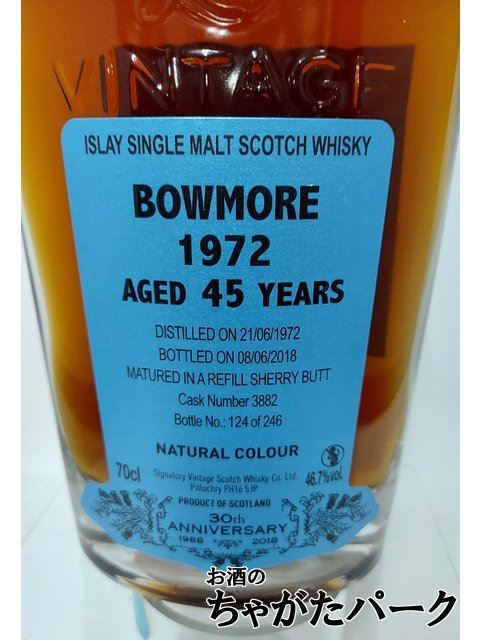 VINTAGE
ISLAY SINGLE MALT SCOTCH WHISKY
BOWMORE
1972
AGED 45 YEARS
DISTILLED ON 21/06/1972
BOTTLED ON 08/06/2018
MATURED IN A REFILL SHERRY BUTT
Cask Number 3882
Bottle No.: 124 of 246
NATURAL COLOUR
70cl
Signatory Vintage Scotch Whisky Co. Ltd.
Pitlochry PH16 5JP
46.7%vol.
PRODUCT OF SCOTLAND
30th
ANNIVERSARY
1988 2018
お酒の
ちゃがたパーク